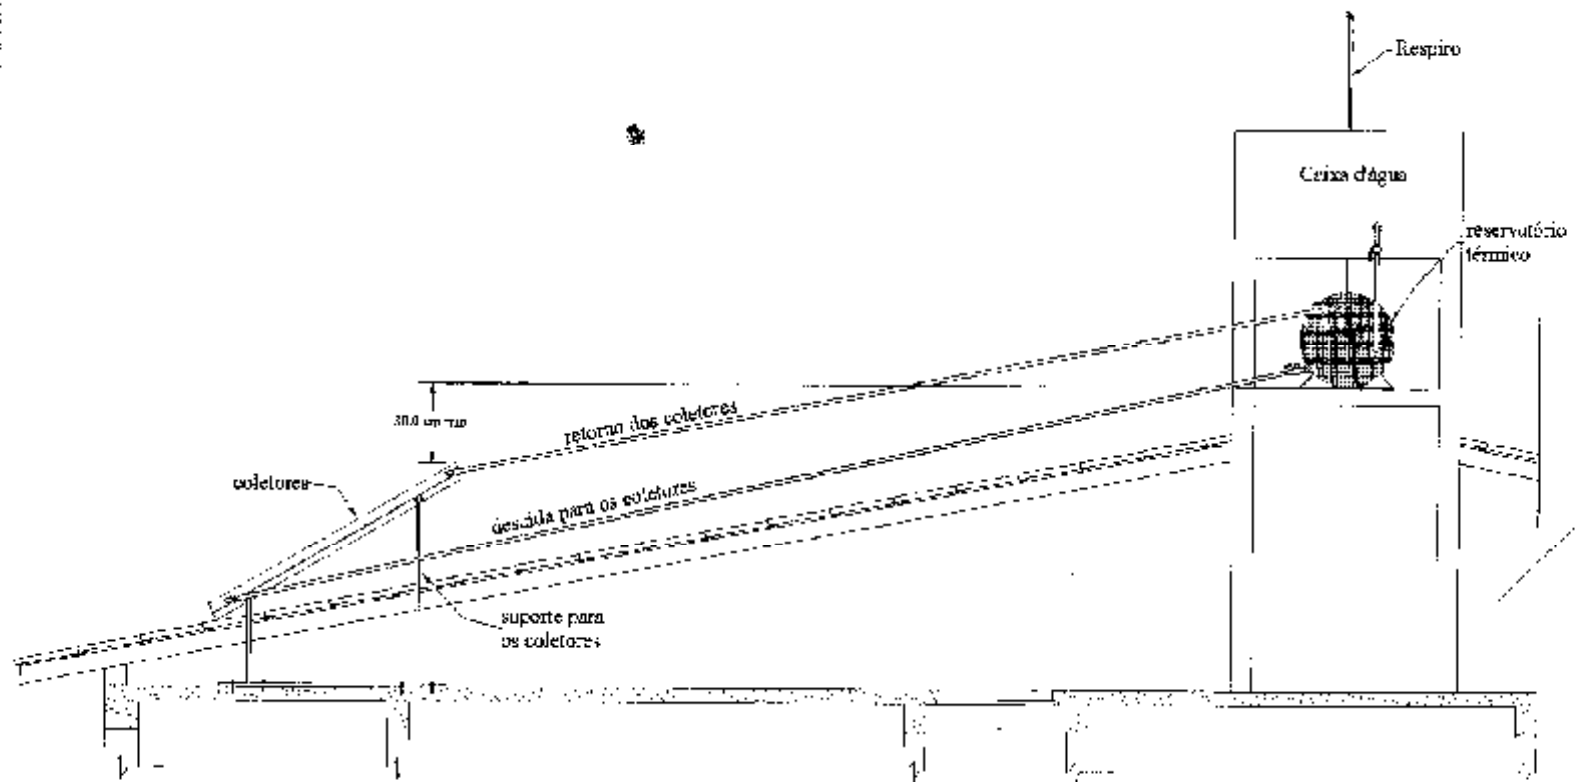 Respiro
Caixa d'água
reservatório
térmico
retorno dos coletores
coletores
descida para os coletores
suporte para
os coletores